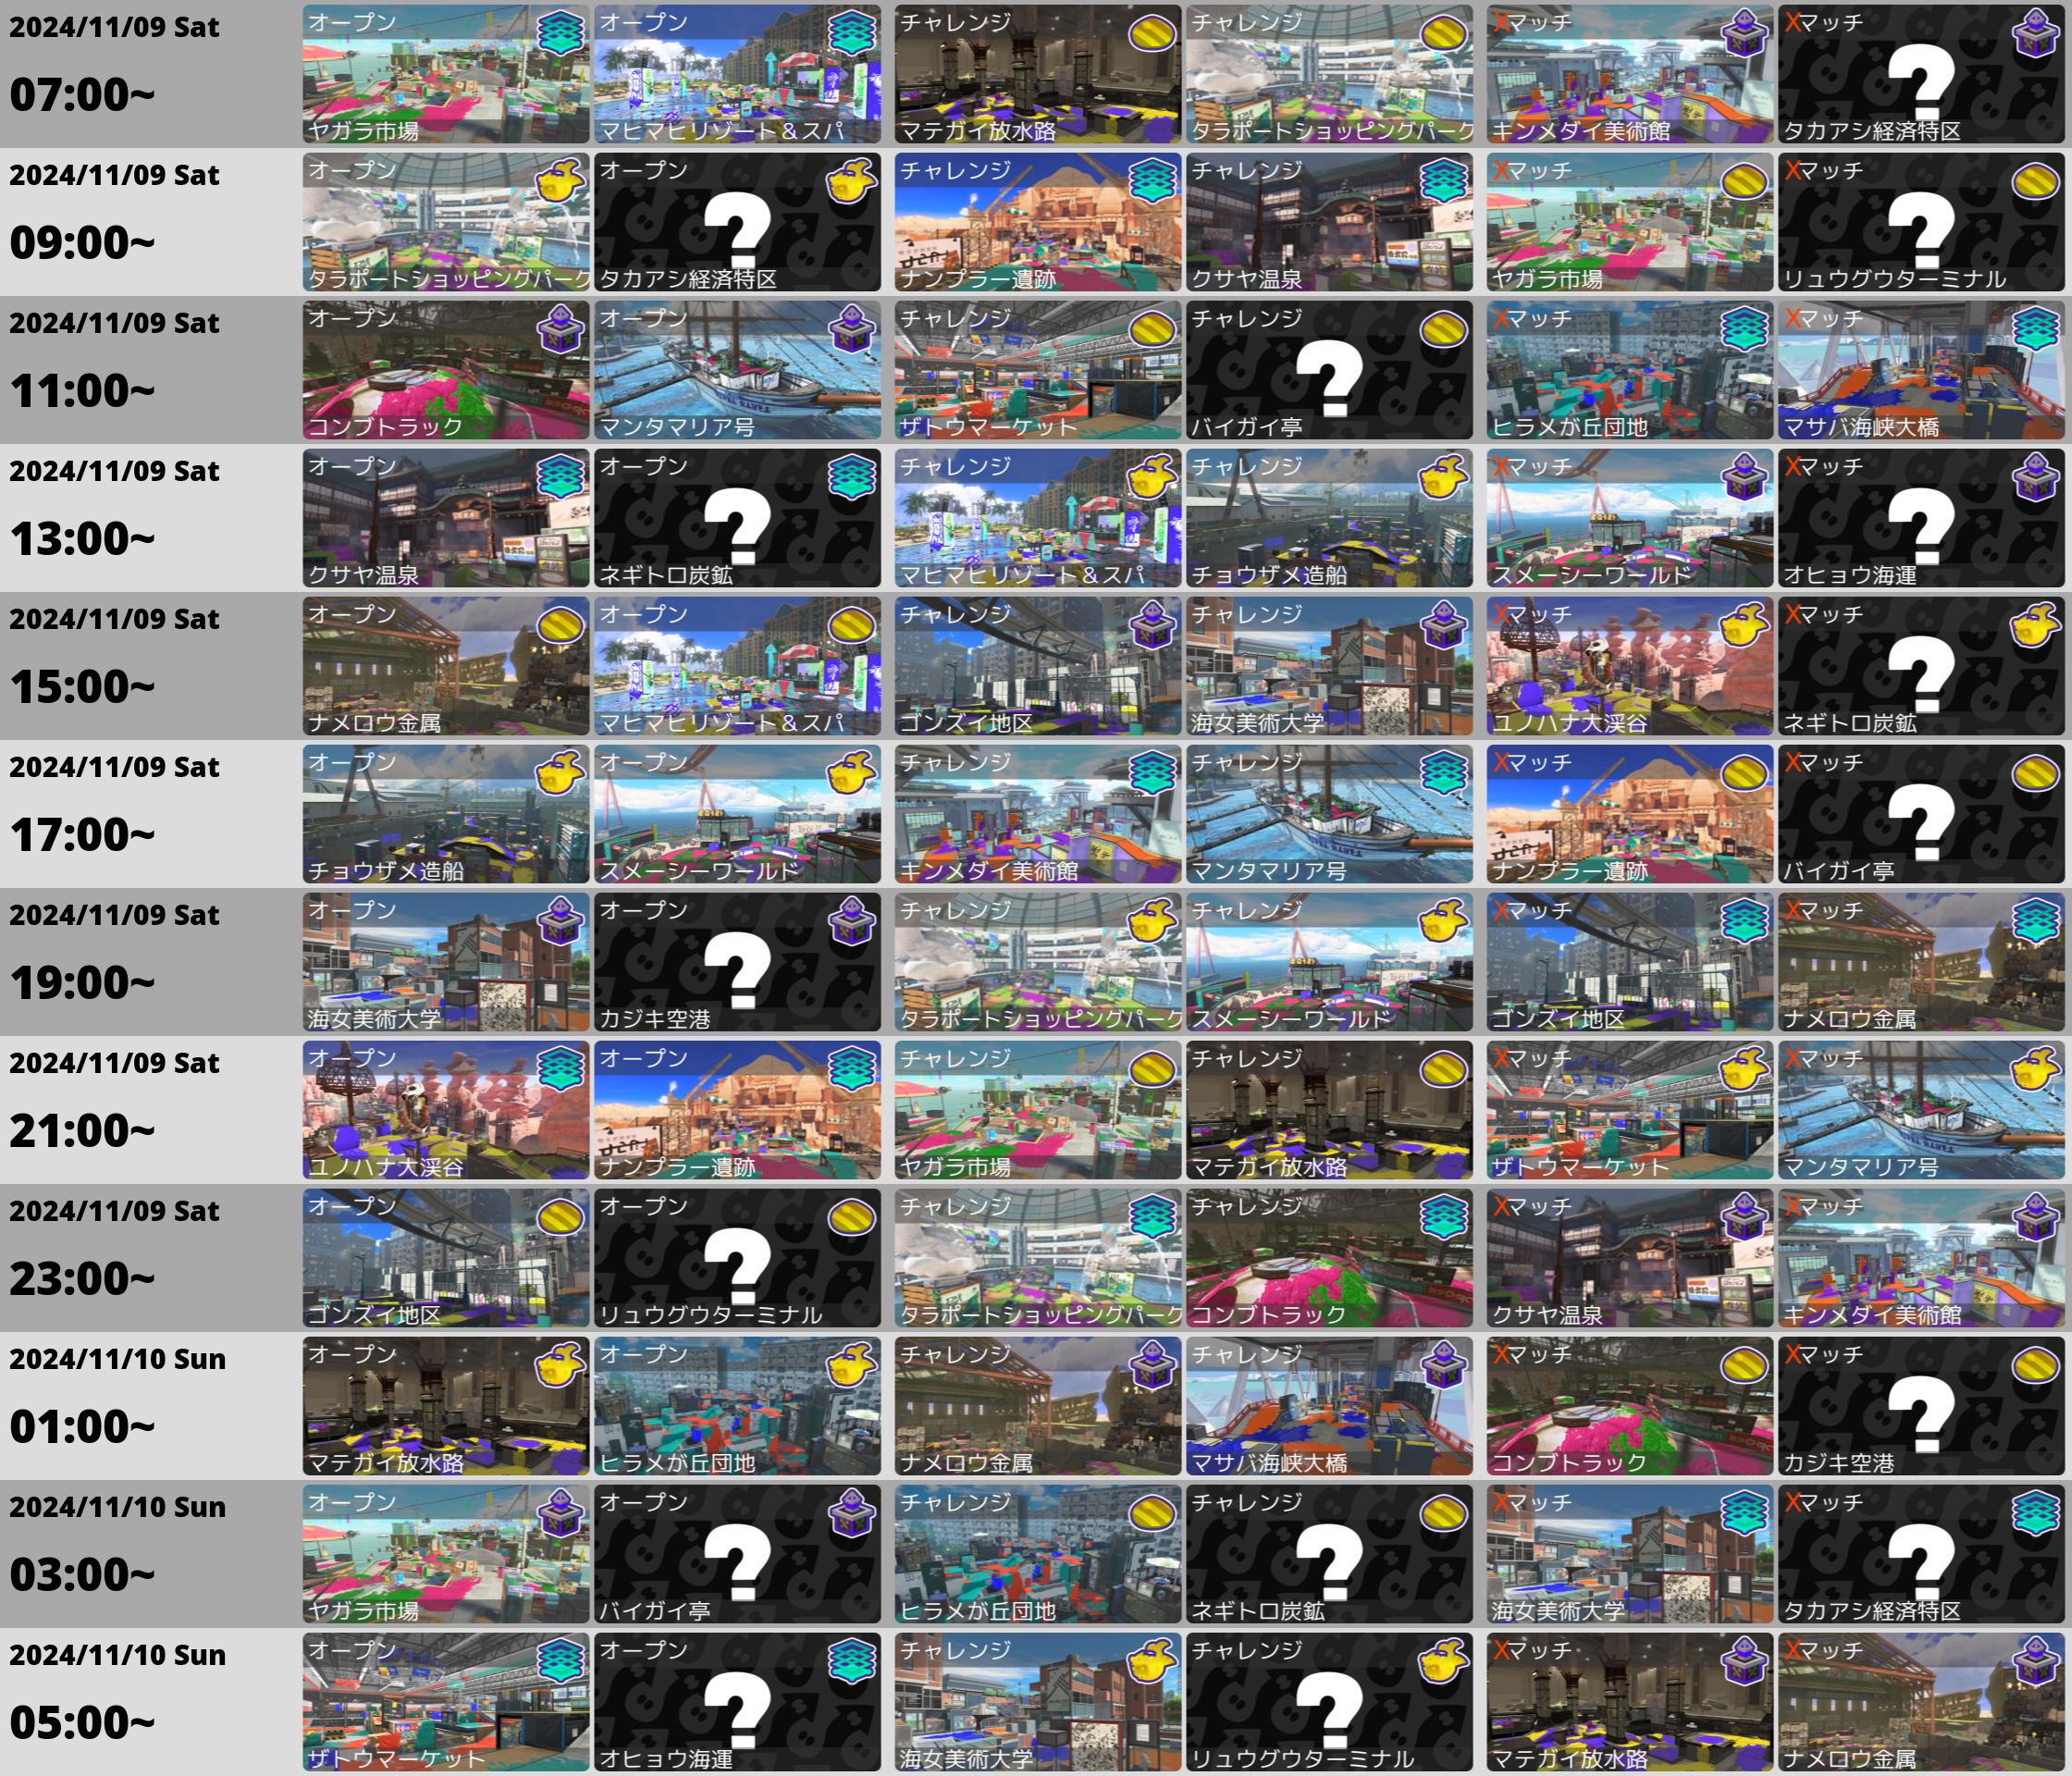 2024/11/09 Sat
07:00~
オープン
ヤガラ市場
オープン
マヒマヒリゾート＆スパ
チャレンジ
マテガイ放水路
チャレンジ
タラポートショッピングパーク
Xマッチ
キンメダイ美術館
Xマッチ
タカアシ経済特区
2024/11/09 Sat
09:00~
オープン
タラポートショッピングパーク
オープン
タカアシ経済特区
チャレンジ
ナンプラー遺跡
チャレンジ
クサヤ温泉
Xマッチ
ヤガラ市場
Xマッチ
リュウグウターミナル
2024/11/09 Sat
11:00~
オープン
コンブトラック
オープン
マンタマリア号
チャレンジ
ザトウマーケット
チャレンジ
バイガイ亭
Xマッチ
ヒラメが丘団地
Xマッチ
マサバ海峡大橋
2024/11/09 Sat
13:00~
オープン
クサヤ温泉
オープン
ネギトロ炭鉱
チャレンジ
マヒマヒリゾート＆スパ
チャレンジ
チョウザメ造船
Xマッチ
スメーシーワールド
Xマッチ
オヒョウ海運
2024/11/09 Sat
15:00~
オープン
ナメロウ金属
オープン
マヒマヒリゾート＆スパ
チャレンジ
ゴンズイ地区
チャレンジ
海女美術大学
Xマッチ
ユノハナ大渓谷
Xマッチ
ネギトロ炭鉱
2024/11/09 Sat
17:00~
オープン
チョウザメ造船
オープン
スメーシーワールド
チャレンジ
キンメダイ美術館
チャレンジ
マンタマリア号
Xマッチ
ナンプラー遺跡
Xマッチ
バイガイ亭
2024/11/09 Sat
19:00~
オープン
海女美術大学
オープン
カジキ空港
チャレンジ
タラポートショッピングパーク
チャレンジ
スメーシーワールド
Xマッチ
ゴンズイ地区
Xマッチ
ナメロウ金属
2024/11/09 Sat
21:00~
オープン
ユノハナ大渓谷
オープン
ナンプラー遺跡
チャレンジ
ヤガラ市場
チャレンジ
マテガイ放水路
Xマッチ
ザトウマーケット
Xマッチ
マンタマリア号
2024/11/09 Sat
23:00~
オープン
ゴンズイ地区
オープン
リュウグウターミナル
チャレンジ
タラポートショッピングパーク
チャレンジ
コンブトラック
Xマッチ
クサヤ温泉
Xマッチ
キンメダイ美術館
2024/11/10 Sun
01:00~
オープン
マテガイ放水路
オープン
ヒラメが丘団地
チャレンジ
ナメロウ金属
チャレンジ
マサバ海峡大橋
Xマッチ
コンブトラック
Xマッチ
カジキ空港
2024/11/10 Sun
03:00~
オープン
ヤガラ市場
オープン
バイガイ亭
チャレンジ
ヒラメが丘団地
チャレンジ
ネギトロ炭鉱
Xマッチ
海女美術大学
Xマッチ
タカアシ経済特区
2024/11/10 Sun
05:00~
オープン
ザトウマーケット
オープン
オヒョウ海運
チャレンジ
海女美術大学
チャレンジ
リュウグウターミナル
Xマッチ
マテガイ放水路
Xマッチ
ナメロウ金属